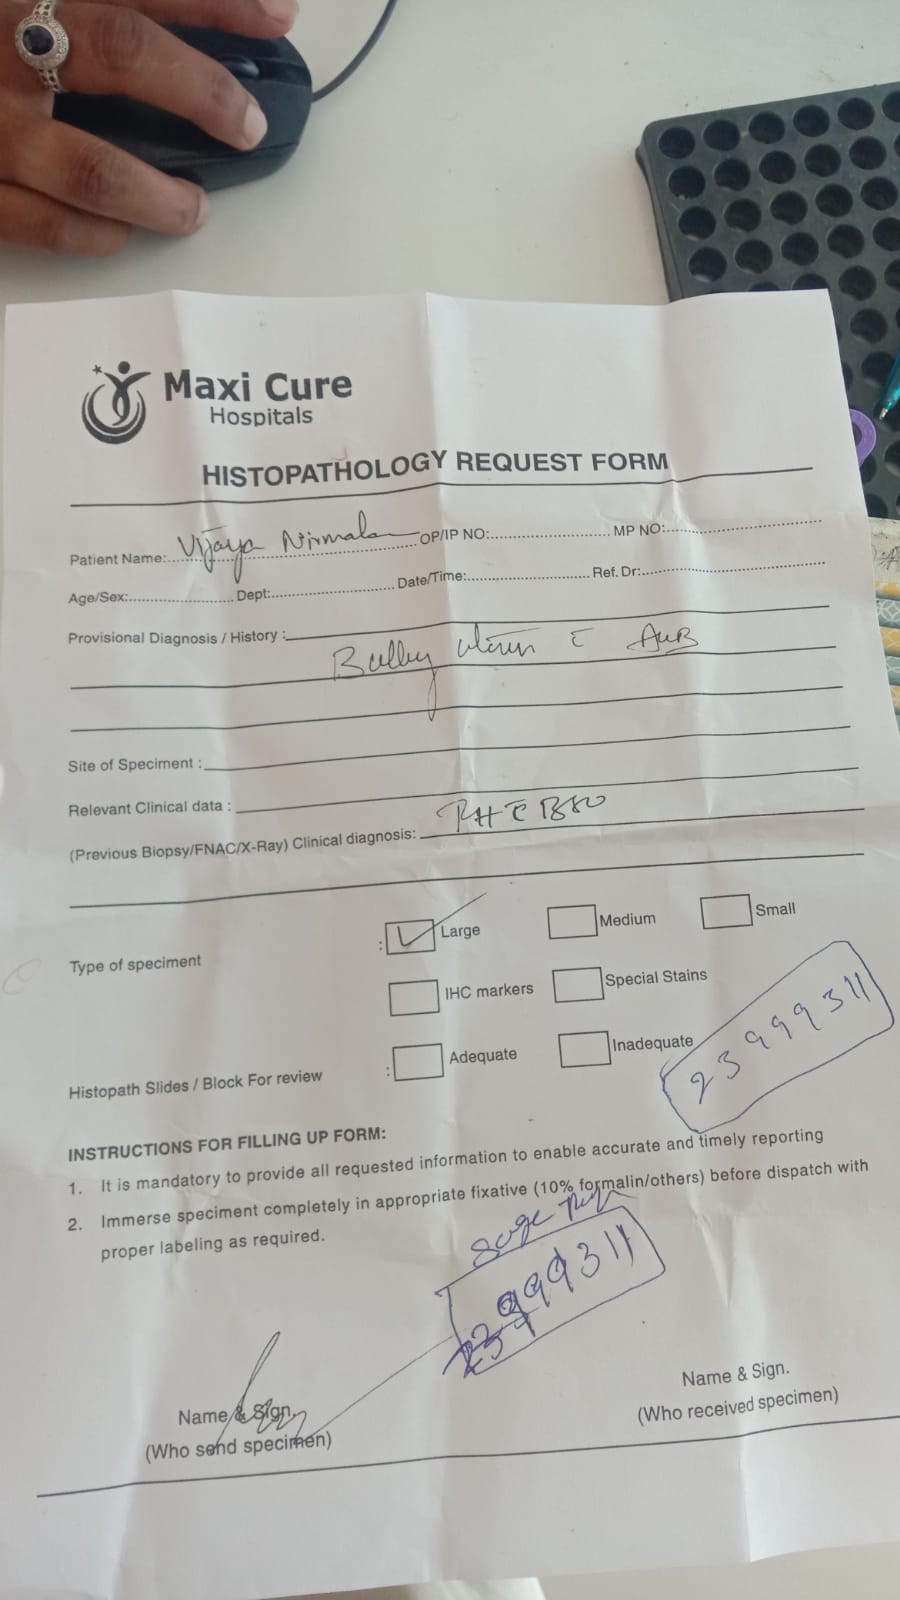 Maxi Cure
Hospitals
HISTOPATHOLOGY REQUEST FORM
Patient Name: Vijaya Nirmala OP/IP NO: MP NO:
Age/Sex: Dept: Date/Time: Ref. Dr:
Provisional Diagnosis / History :
Bulky uterus c AUB
Site of Specimen :
Relevant Clinical data :
(Previous Biopsy/FNAC/X-Ray) Clinical diagnosis: c BSO
Type of specimen : Large Medium Small
IHC markers Special Stains
Histopath Slides / Block For review : Adequate Inadequate
23999311
INSTRUCTIONS FOR FILLING UP FORM:
1. It is mandatory to provide all requested information to enable accurate and timely reporting
2. Immerse speciment completely in appropriate fixative (10% formalin/others) before dispatch with
proper labeling as required.
23999311
Name & Sign.
(Who send specimen)
Name & Sign.
(Who received specimen)